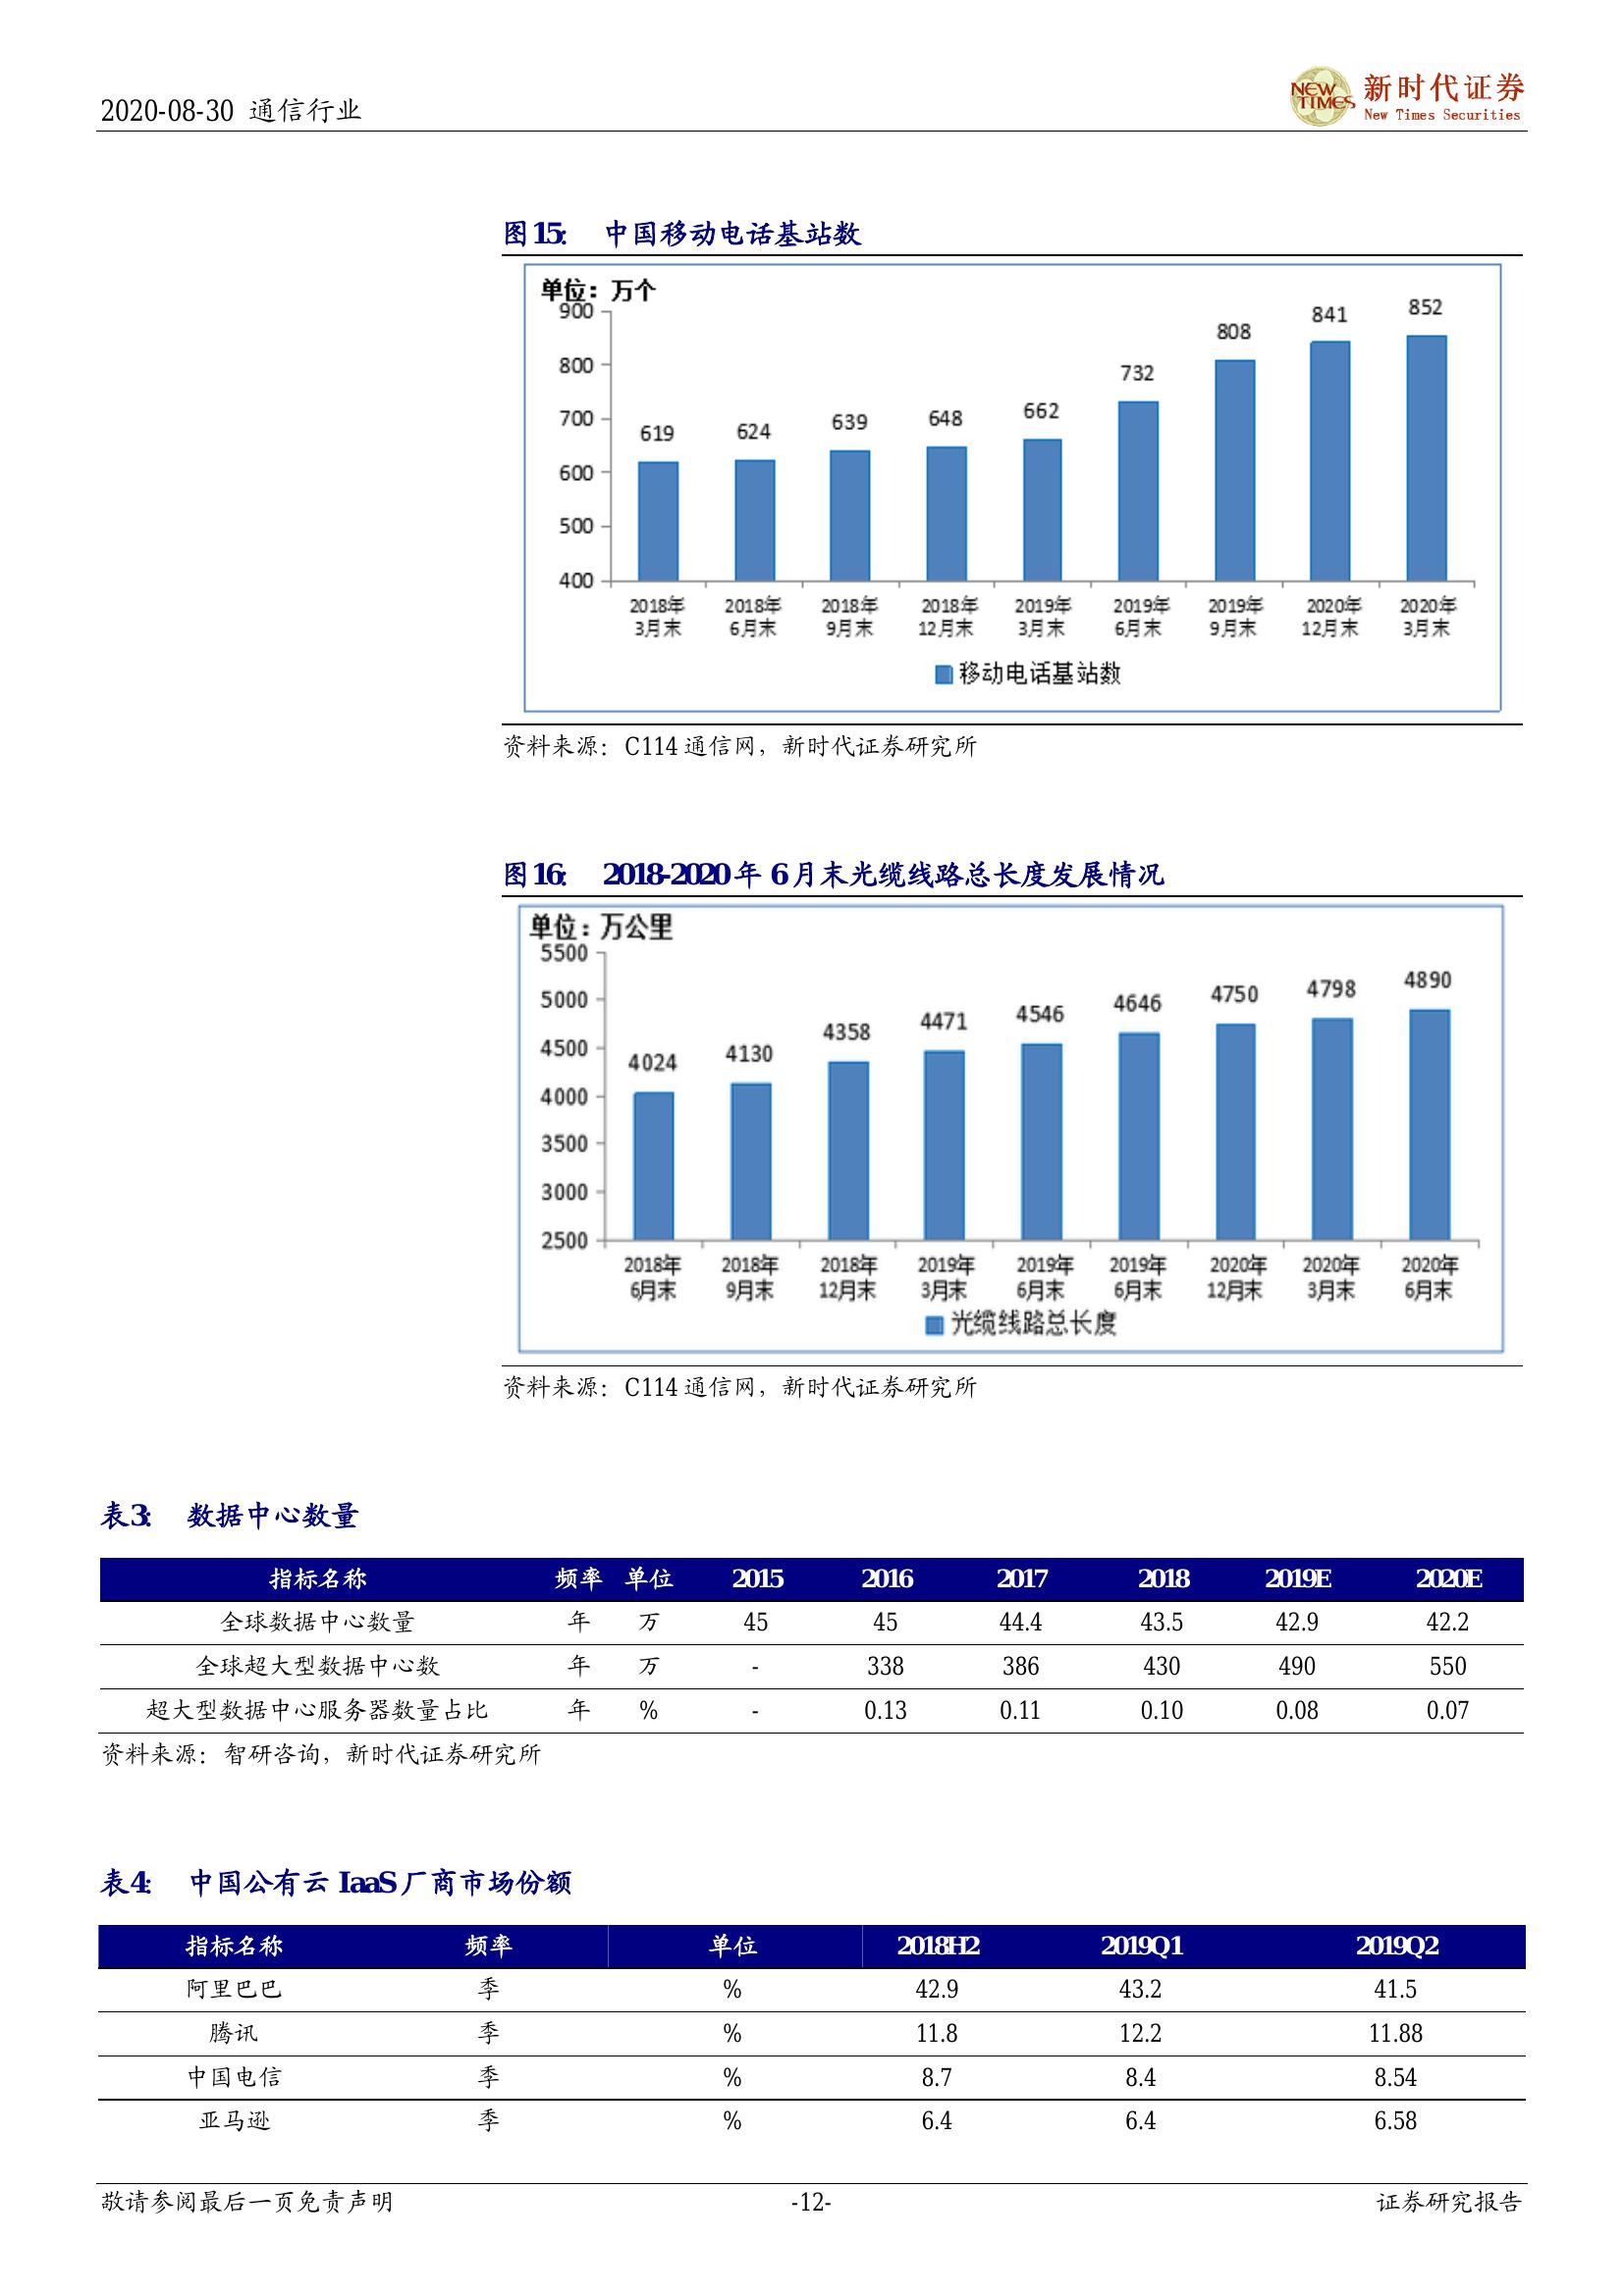 2020-08-30 通信行业
NEW TIMES
新时代证券
New Times Securities
图15: 中国移动电话基站数
单位：万个
900
800
700
600
500
400
619 624 639 648 662 732 808 841 852
2018年3月末 2018年6月末 2018年9月末 2018年12月末 2019年3月末 2019年6月末 2019年9月末 2020年12月末 2020年3月末
移动电话基站数
资料来源：C114通信网，新时代证券研究所
图16: 2018-2020年6月末光缆线路总长度发展情况
单位：万公里
5500
5000
4500
4000
3500
3000
2500
4024 4130 4358 4471 4546 4646 4750 4798 4890
2018年6月末 2018年9月末 2018年12月末 2019年3月末 2019年6月末 2019年6月末 2020年12月末 2020年3月末 2020年6月末
光缆线路总长度
资料来源：C114通信网，新时代证券研究所
表3: 数据中心数量
指标名称 频率 单位 2015 2016 2017 2018 2019E 2020E
全球数据中心数量 年 万 45 45 44.4 43.5 42.9 42.2
全球超大型数据中心数 年 万 - 338 386 430 490 550
超大型数据中心服务器数量占比 年 % - 0.13 0.11 0.10 0.08 0.07
资料来源：智研咨询，新时代证券研究所
表4: 中国公有云 IaaS厂商市场份额
指标名称 频率 单位 2018H2 2019Q1 2019Q2
阿里巴巴 季 % 42.9 43.2 41.5
腾讯 季 % 11.8 12.2 11.88
中国电信 季 % 8.7 8.4 8.54
亚马逊 季 % 6.4 6.4 6.58
敬请参阅最后一页免责声明 -12- 证券研究报告